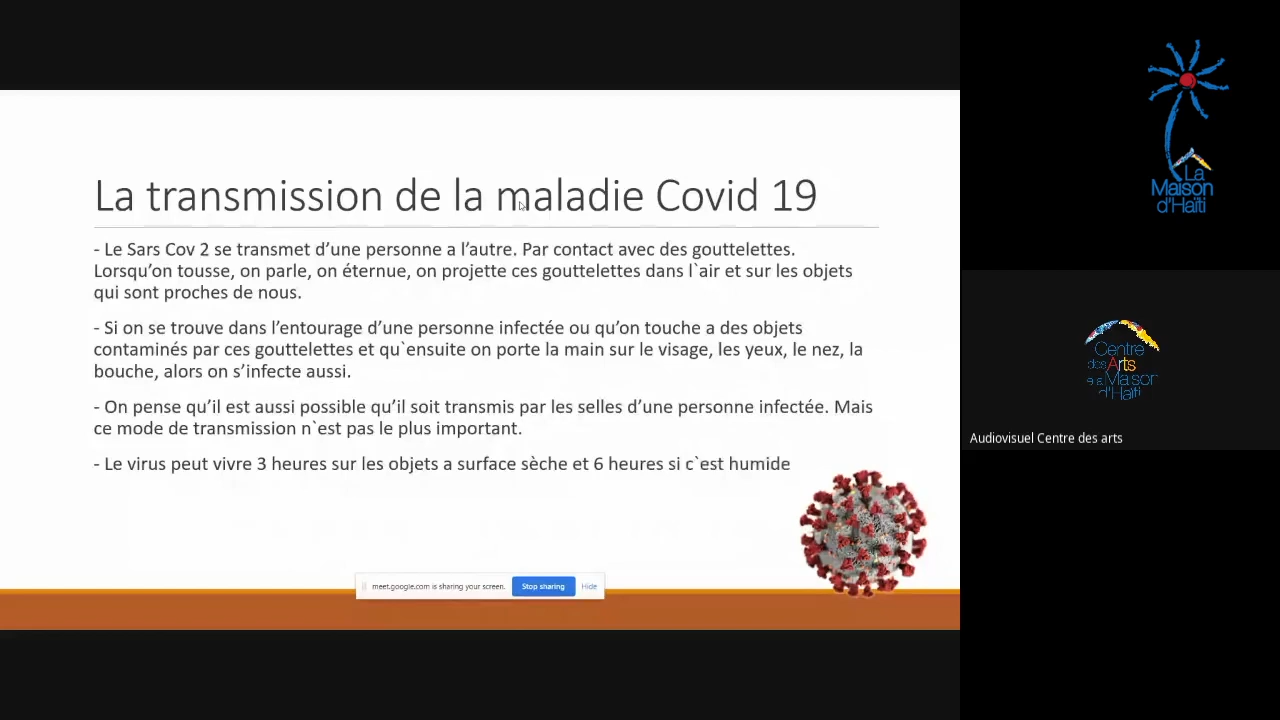 La transmission de la maladie Covid 19
- Le Sars Cov 2 se transmet d’une personne a l’autre. Par contact avec des gouttelettes.
Lorsqu’on tousse, on parle, on éternue, on projette ces gouttelettes dans l`air et sur les objets
qui sont proches de nous.
- Si on se trouve dans l’entourage d’une personne infectée ou qu’on touche a des objets
contaminés par ces gouttelettes et qu`ensuite on porte la main sur le visage, les yeux, le nez, la
bouche, alors on s’infecte aussi.
- On pense qu’il est aussi possible qu’il soit transmis par les selles d’une personne infectée. Mais
ce mode de transmission n`est pas le plus important.
- Le virus peut vivre 3 heures sur les objets a surface sèche et 6 heures si c`est humide
meet.google.com is sharing your screen. Stop sharing Hide
La
Maison
d'Haïti
Centre
des Arts
Maison
d'Haïti
Audiovisuel Centre des arts